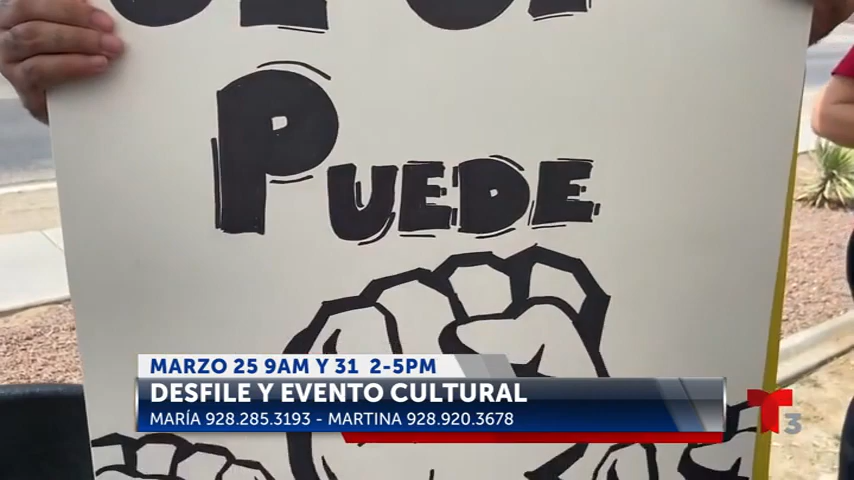 PUEDE
MARZO 25 9AM Y 31 2-5PM
DESFILE Y EVENTO CULTURAL
MARÍA 928.285.3193 - MARTINA 928.920.3678
T3